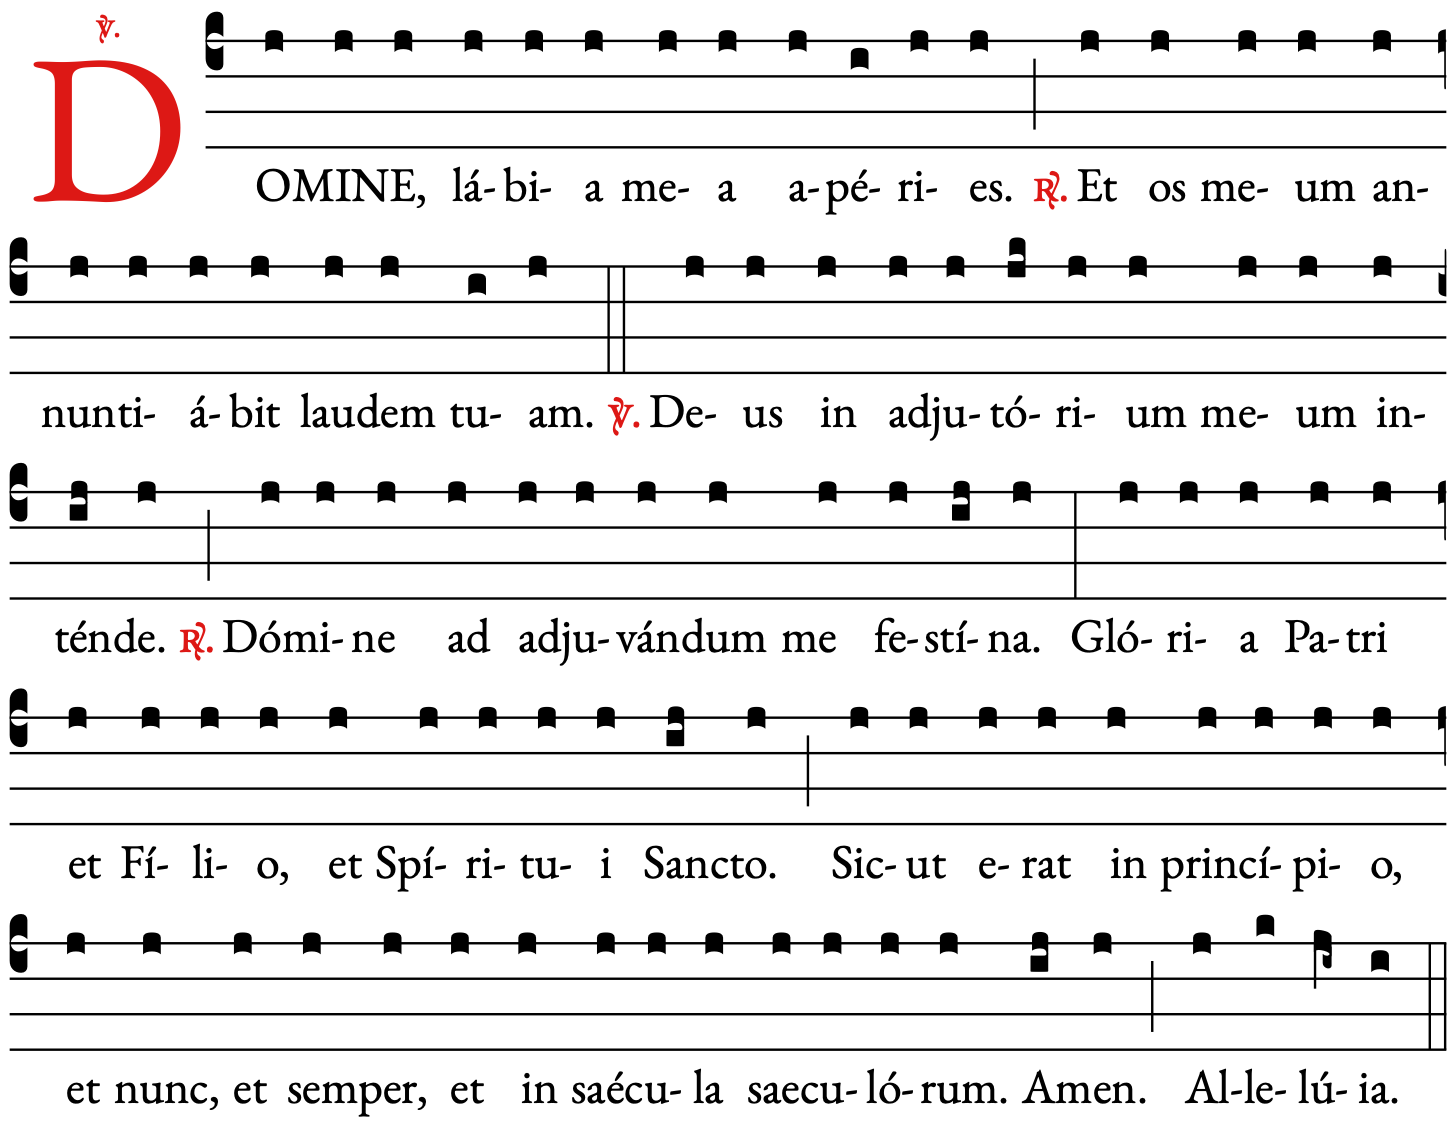 ℣.
DOMINE, lá-bi- a me- a a-pé- ri- es. ℟. Et os me- um an-
nunti- á-bit laudem tu- am. ℣. De- us in adju-tó- ri- um me- um in-
ténde. ℟. Dómi-ne ad adju-vándum me fe-stí-na. Gló- ri- a Pa-tri
et Fí- li- o, et Spí- ri- tu- i Sancto. Sic-ut e- rat in princí-pi- o,
et nunc, et semper, et in saécu- la saecu-ló-rum. Amen. Al-le- lú- ia.